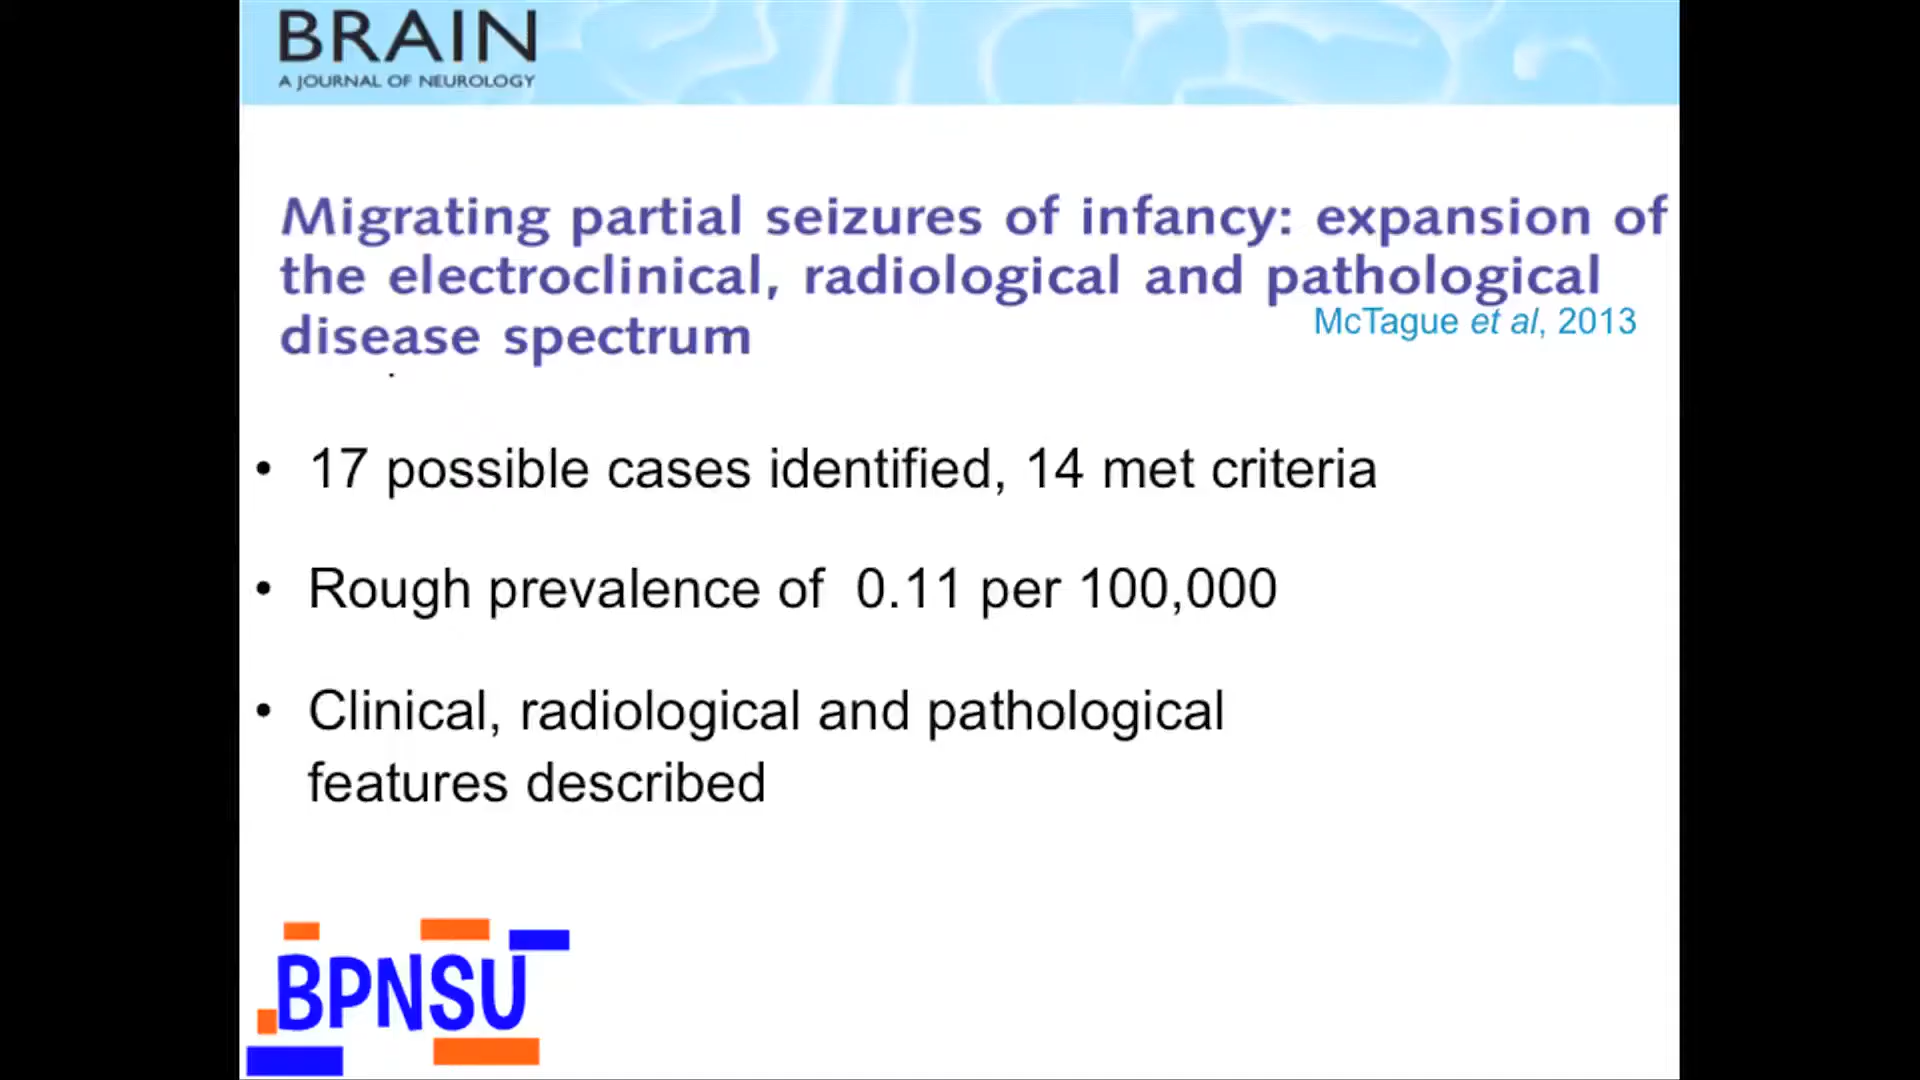 BRAIN
A JOURNAL OF NEUROLOGY
Migrating partial seizures of infancy: expansion of
the electroclinical, radiological and pathological
disease spectrum
McTague et al, 2013
• 17 possible cases identified, 14 met criteria
• Rough prevalence of 0.11 per 100,000
• Clinical, radiological and pathological
features described
BPNSU